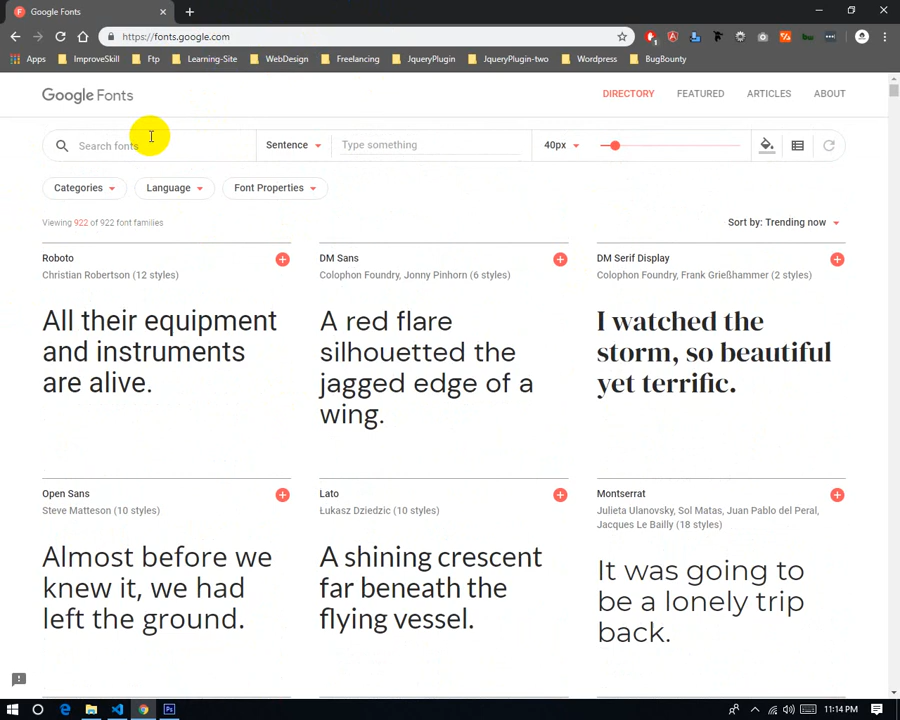 Google Fonts
https://fonts.google.com
Apps ImproveSkill Ftp Learning-Site WebDesign Freelancing JqueryPlugin JqueryPlugin-two Wordpress BugBounty
Google Fonts
DIRECTORY FEATURED ARTICLES ABOUT
Search fonts Sentence Type something 40px
Categories Language Font Properties
Viewing 922 of 922 font families Sort by: Trending now
Roboto
Christian Robertson (12 styles)
All their equipment
and instruments
are alive.
DM Sans
Colophon Foundry, Jonny Pinhorn (6 styles)
A red flare
silhouetted the
jagged edge of a
wing.
DM Serif Display
Colophon Foundry, Frank Grießhammer (2 styles)
I watched the
storm, so beautiful
yet terrific.
Open Sans
Steve Matteson (10 styles)
Almost before we
knew it, we had
left the ground.
Lato
Łukasz Dziedzic (10 styles)
A shining crescent
far beneath the
flying vessel.
Montserrat
Julieta Ulanovsky, Sol Matas, Juan Pablo del Peral,
Jacques Le Bailly (18 styles)
It was going to
be a lonely trip
back.
11:14 PM